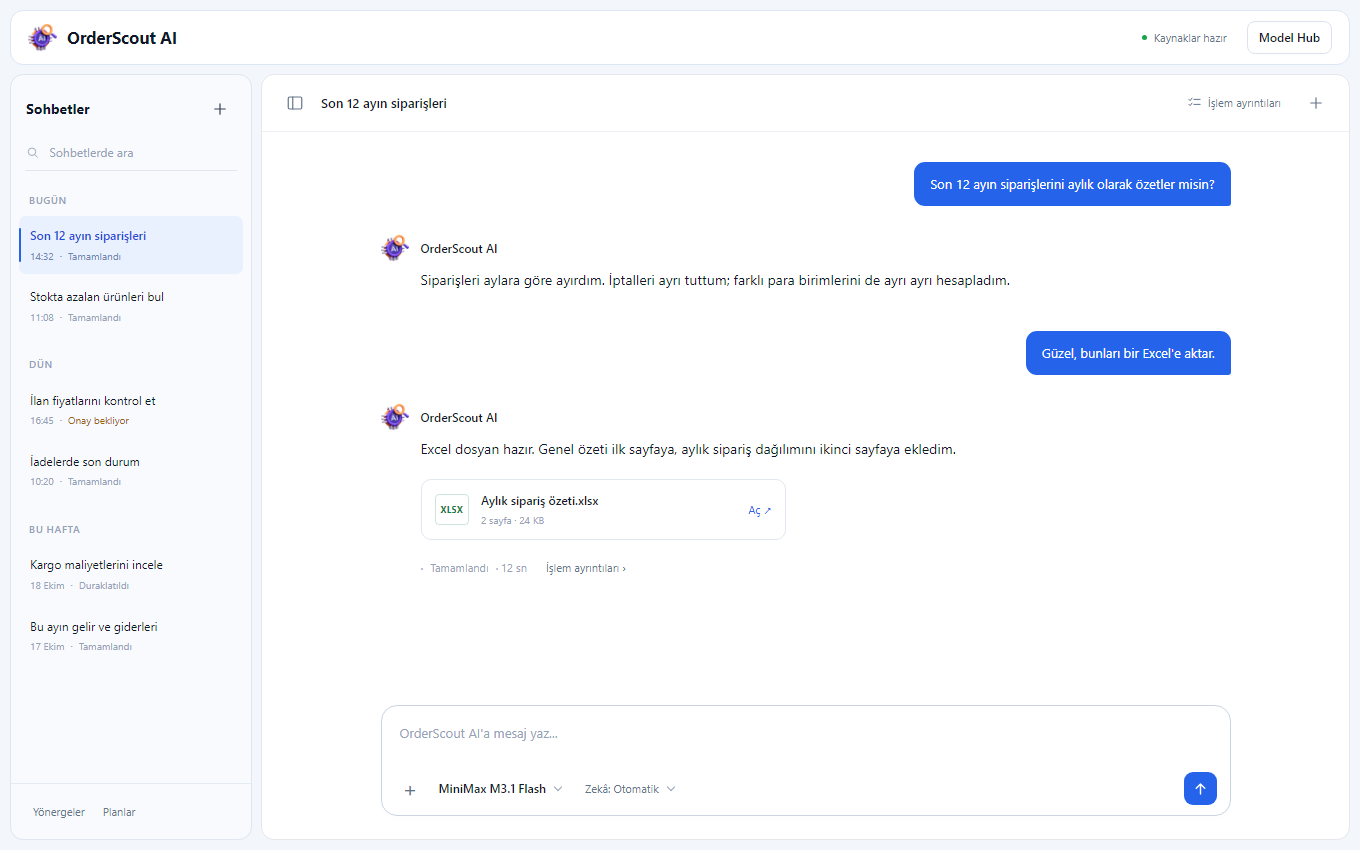 OrderScout AI
Kaynaklar hazır
Model Hub
Sohbetler
Sohbetlerde ara
BUGÜN
Son 12 ayın siparişleri
14:32 · Tamamlandı
Stokta azalan ürünleri bul
11:08 · Tamamlandı
DÜN
İlan fiyatlarını kontrol et
16:45 · Onay bekliyor
İadelerde son durum
10:20 · Tamamlandı
BU HAFTA
Kargo maliyetlerini incele
18 Ekim · Duraklatıldı
Bu ayın gelir ve giderleri
17 Ekim · Tamamlandı
Yönergeler
Planlar
Son 12 ayın siparişleri
İşlem ayrıntıları
Son 12 ayın siparişlerini aylık olarak özetler misin?
OrderScout AI
Siparişleri aylara göre ayırdım. İptalleri ayrı tuttum; farklı para birimlerini de ayrı ayrı hesapladım.
Güzel, bunları bir Excel'e aktar.
OrderScout AI
Excel dosyan hazır. Genel özeti ilk sayfaya, aylık sipariş dağılımını ikinci sayfaya ekledim.
XLSX
Aylık sipariş özeti.xlsx
2 sayfa · 24 KB
Aç ↗
· Tamamlandı · 12 sn İşlem ayrıntıları ›
OrderScout AI'a mesaj yaz...
MiniMax M3.1 Flash
Zekâ: Otomatik